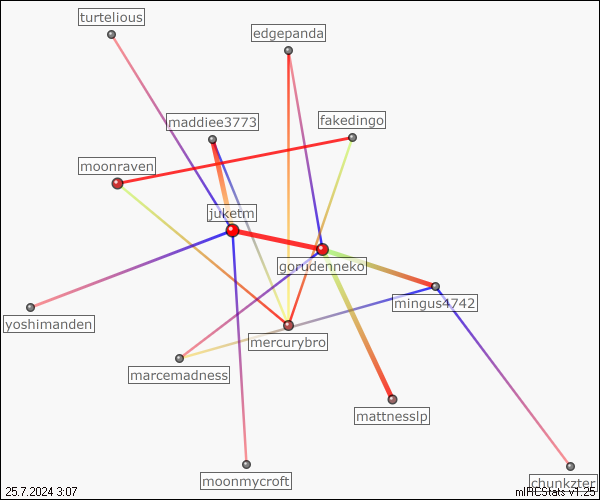 turtelious
edgepanda
maddiee3773
fakedingo
moonraven
juketm
gorudenneko
mingus4742
yoshimanden
mercurybro
marcemadness
mattnesslp
moonmycroft
chunkzter
25.7.2024 3:07
mIRCStats v1.25